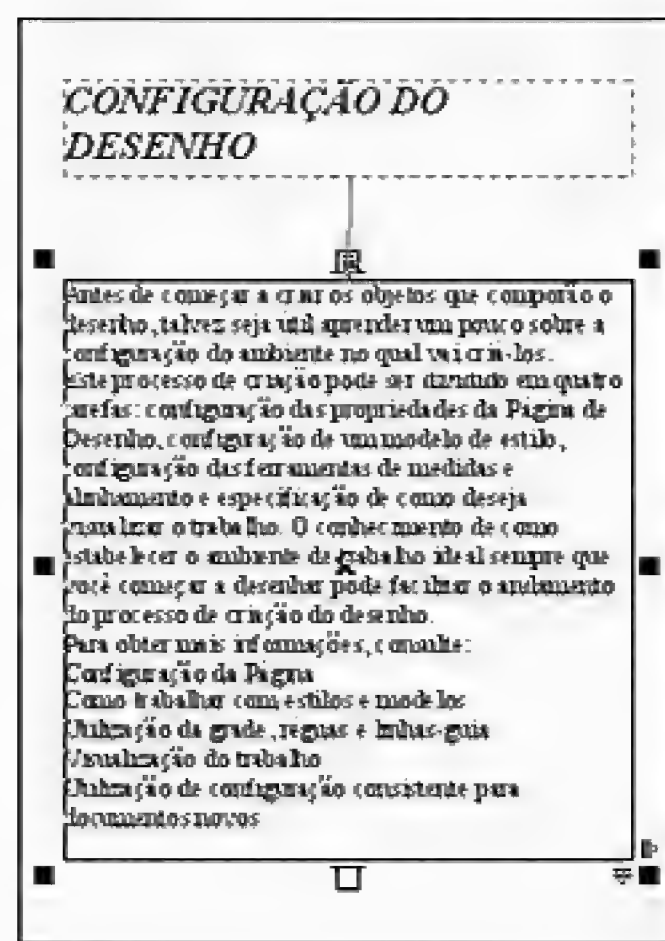 CONFIGURAÇÃO DO
DESENHO
Antes de começar a criar os objetos que comporão o
desenho, talvez seja útil aprender um pouco sobre a
configuração do ambiente no qual vai criá-los.
Este processo de criação pode ser dividido em quatro
tarefas: configuração das propriedades da Página de
Desenho, configuração de um modelo de estilo,
configuração das ferramentas de medidas e
alinhamento e especificação de como deseja
visualizar o trabalho. O conhecimento de como
estabelecer o ambiente de trabalho ideal sempre que
você começar a desenhar pode facilitar o andamento
do processo de criação do desenho.
Para obter mais informações, consulte:
Configuração da Página
Como trabalhar com estilos e modelos
Utilização da grade, réguas e linhas-guia
Visualização do trabalho
Utilização de configuração consistente para
documentos novos